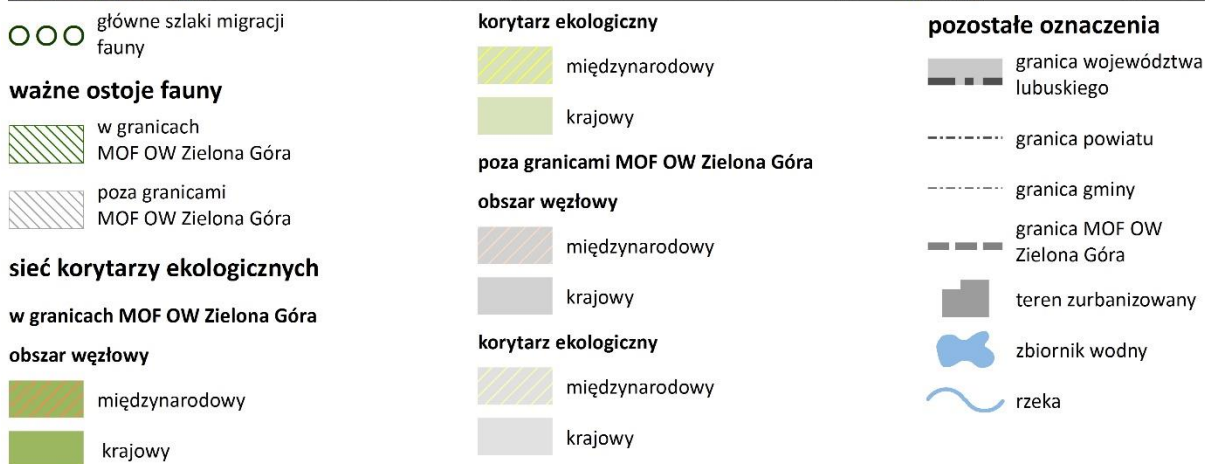 główne szlaki migracji
fauny
ważne ostoje fauny
w granicach
MOF OW Zielona Góra
poza granicami
MOF OW Zielona Góra
sieć korytarzy ekologicznych
w granicach MOF OW Zielona Góra
obszar węzłowy
międzynarodowy
krajowy
korytarz ekologiczny
międzynarodowy
krajowy
poza granicami MOF OW Zielona Góra
obszar węzłowy
międzynarodowy
krajowy
korytarz ekologiczny
międzynarodowy
krajowy
pozostałe oznaczenia
granica województwa
lubuskiego
granica powiatu
granica gminy
granica MOF OW
Zielona Góra
teren zurbanizowany
zbiornik wodny
rzeka